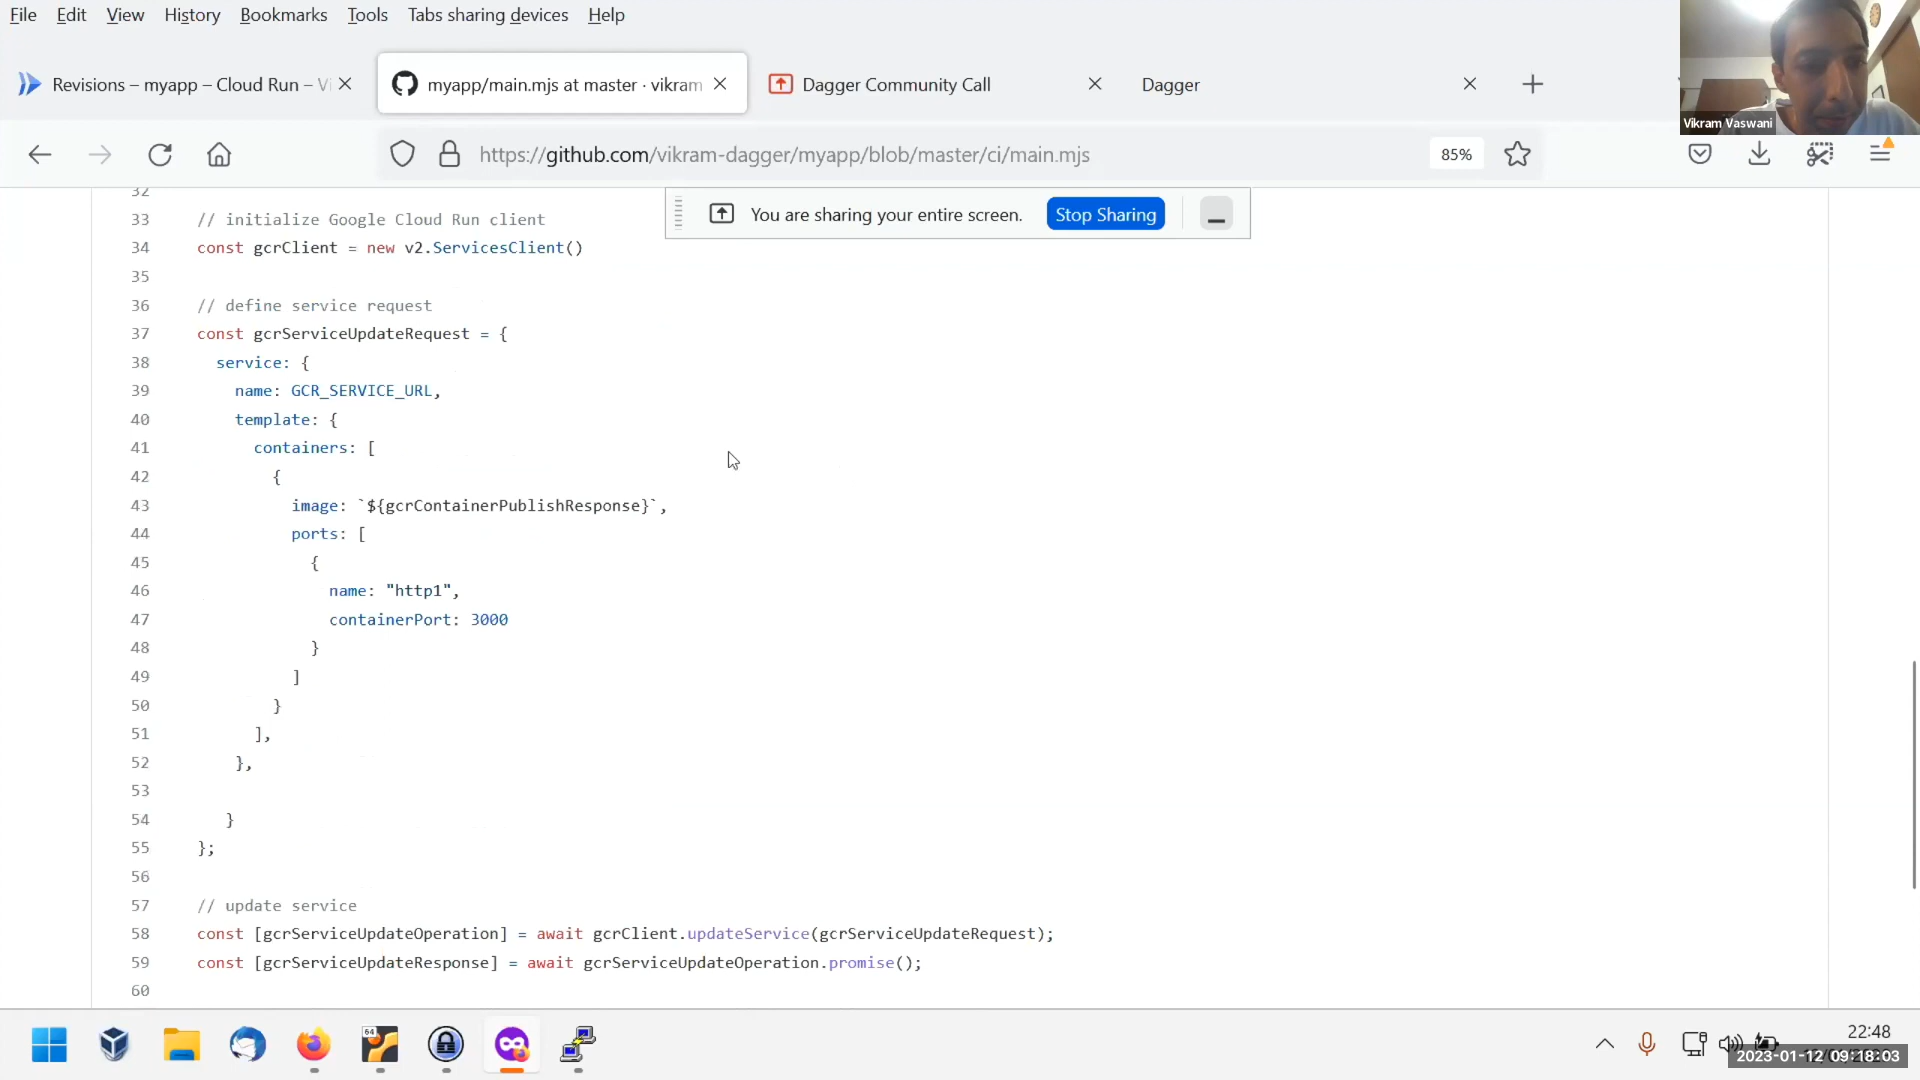 File Edit View History Bookmarks Tools Tabs sharing devices Help
Revisions – myapp – Cloud Run – Vi
myapp/main.mjs at master · vikram
Dagger Community Call
Dagger
Vikram Vaswani
https://github.com/vikram-dagger/myapp/blob/master/ci/main.mjs
85%
You are sharing your entire screen.
Stop Sharing
32
33 // initialize Google Cloud Run client
34 const gcrClient = new v2.ServicesClient()
35
36 // define service request
37 const gcrServiceUpdateRequest = {
38 service: {
39 name: GCR_SERVICE_URL,
40 template: {
41 containers: [
42 {
43 image: `${gcrContainerPublishResponse}`,
44 ports: [
45 {
46 name: "http1",
47 containerPort: 3000
48 }
49 ]
50 }
51 ],
52 },
53
54 }
55 };
56
57 // update service
58 const [gcrServiceUpdateOperation] = await gcrClient.updateService(gcrServiceUpdateRequest);
59 const [gcrServiceUpdateResponse] = await gcrServiceUpdateOperation.promise();
60
64
22:48
2023-01-12 09:18:03